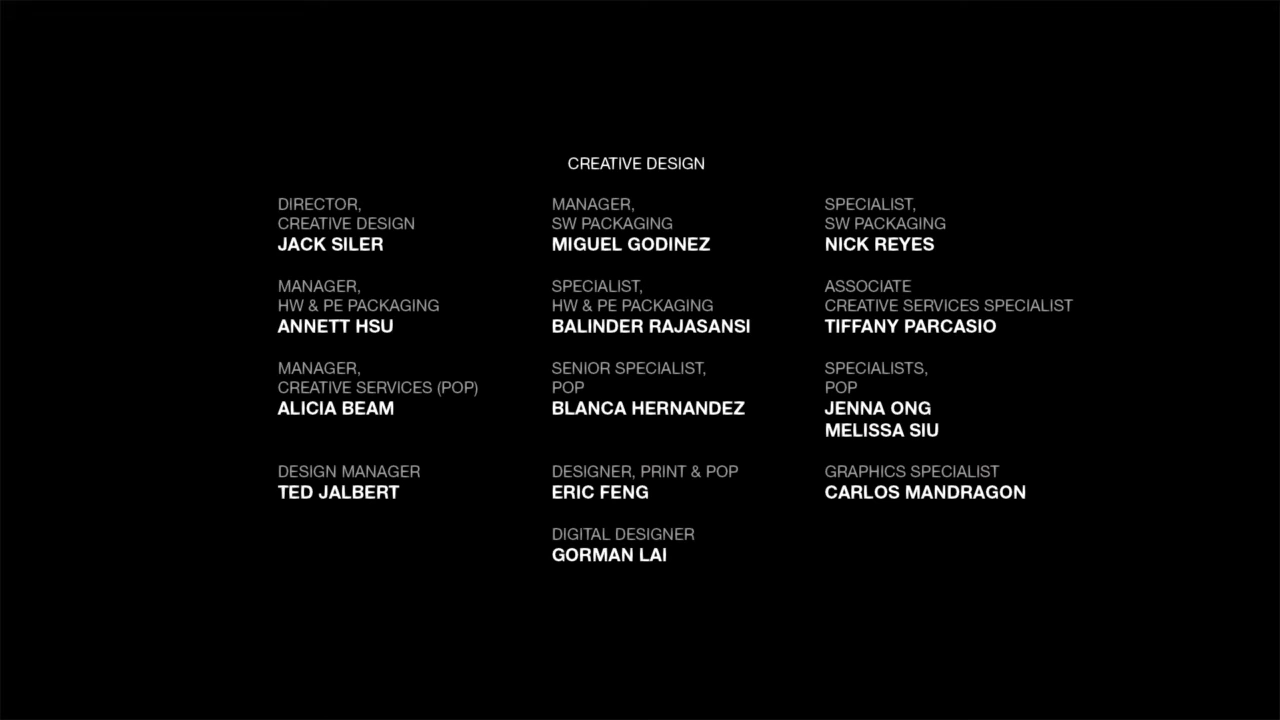 CREATIVE DESIGN
DIRECTOR,
CREATIVE DESIGN
JACK SILER
MANAGER,
SW PACKAGING
MIGUEL GODINEZ
SPECIALIST,
SW PACKAGING
NICK REYES
MANAGER,
HW & PE PACKAGING
ANNETT HSU
SPECIALIST,
HW & PE PACKAGING
BALINDER RAJASANSI
ASSOCIATE
CREATIVE SERVICES SPECIALIST
TIFFANY PARCASIO
MANAGER,
CREATIVE SERVICES (POP)
ALICIA BEAM
SENIOR SPECIALIST,
POP
BLANCA HERNANDEZ
SPECIALISTS,
POP
JENNA ONG
MELISSA SIU
DESIGN MANAGER
TED JALBERT
DESIGNER, PRINT & POP
ERIC FENG
GRAPHICS SPECIALIST
CARLOS MANDRAGON
DIGITAL DESIGNER
GORMAN LAI